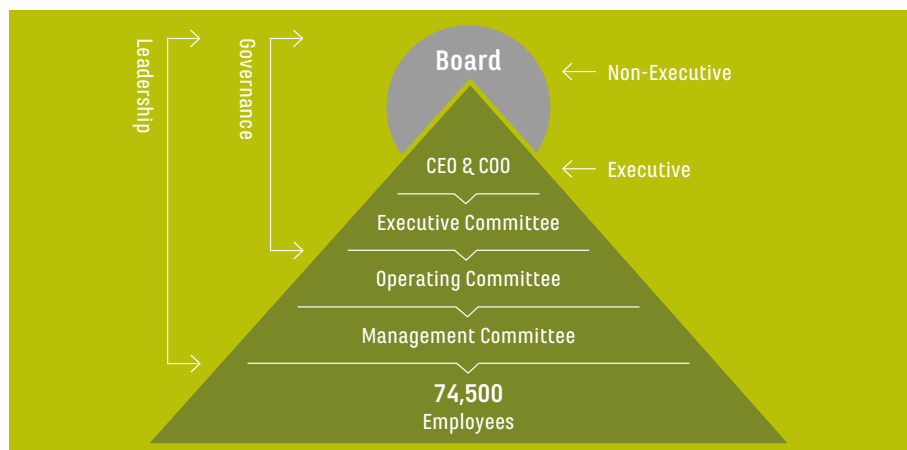 Leadership
Governance
Board
Non-Executive
CEO & COO
Executive
Executive Committee
Operating Committee
Management Committee
74,500
Employees